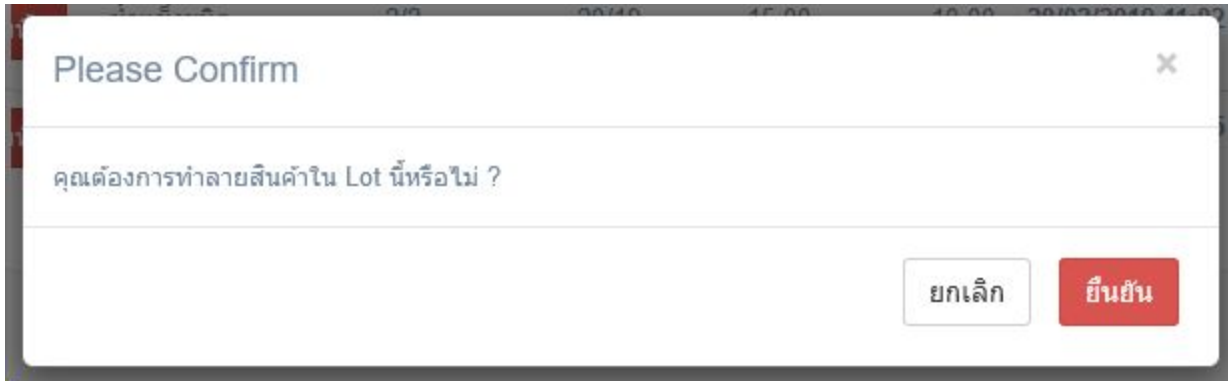 Please Confirm
×
คุณต้องการทำลายสินค้าใน Lot นี้หรือไม่ ?
ยกเลิก
ยืนยัน